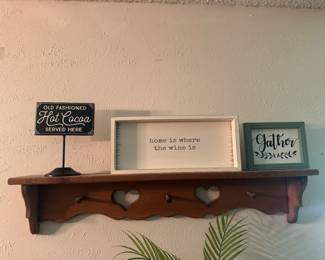 OLD FASHIONED
Hot Cocoa
SERVED HERE
home is where
the wine is
Gather